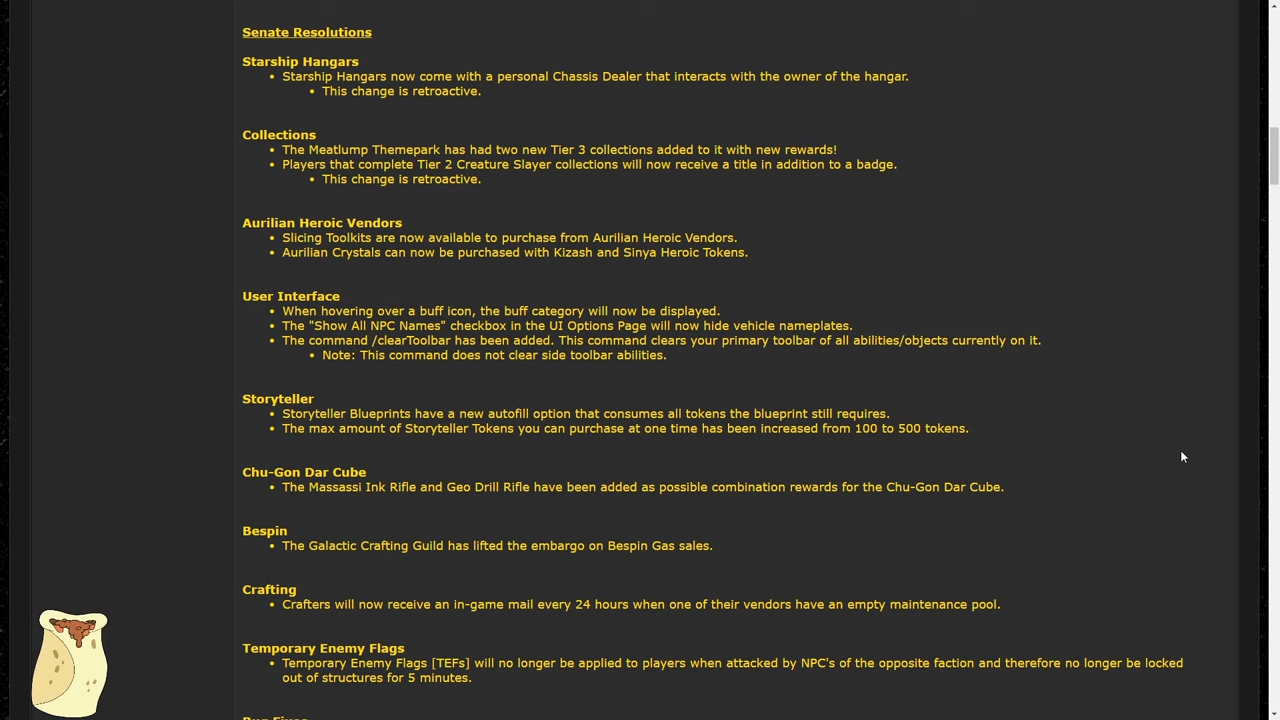 Senate Resolutions
Starship Hangars
• Starship Hangars now come with a personal Chassis Dealer that interacts with the owner of the hangar.
• This change is retroactive.
Collections
• The Meatlump Themepark has had two new Tier 3 collections added to it with new rewards!
• Players that complete Tier 2 Creature Slayer collections will now receive a title in addition to a badge.
• This change is retroactive.
Aurilian Heroic Vendors
• Slicing Toolkits are now available to purchase from Aurilian Heroic Vendors.
• Aurilian Crystals can now be purchased with Kizash and Sinya Heroic Tokens.
User Interface
• When hovering over a buff icon, the buff category will now be displayed.
• The "Show All NPC Names" checkbox in the UI Options Page will now hide vehicle nameplates.
• The command /clearToolbar has been added. This command clears your primary toolbar of all abilities/objects currently on it.
• Note: This command does not clear side toolbar abilities.
Storyteller
• Storyteller Blueprints have a new autofill option that consumes all tokens the blueprint still requires.
• The max amount of Storyteller Tokens you can purchase at one time has been increased from 100 to 500 tokens.
Chu-Gon Dar Cube
• The Massassi Ink Rifle and Geo Drill Rifle have been added as possible combination rewards for the Chu-Gon Dar Cube.
Bespin
• The Galactic Crafting Guild has lifted the embargo on Bespin Gas sales.
Crafting
• Crafters will now receive an in-game mail every 24 hours when one of their vendors have an empty maintenance pool.
Temporary Enemy Flags
• Temporary Enemy Flags [TEFs] will no longer be applied to players when attacked by NPC's of the opposite faction and therefore no longer be locked
out of structures for 5 minutes.
Bug Fixes